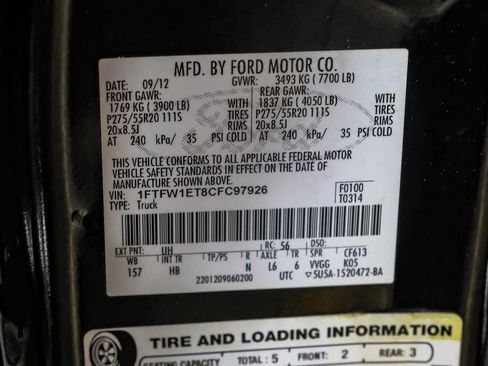 MFD. BY FORD MOTOR CO.
DATE: 09/12 GVWR: 3493 KG ( 7700 LB)
FRONT GAWR: REAR GAWR:
1769 KG ( 3900 LB) WITH 1837 KG ( 4050 LB) WITH
P275/55R20 111S TIRES P275/55R20 111S TIRES
20x8.5J RIMS 20x8.5J RIMS
AT 240 kPa/ 35 PSI COLD AT 240 kPa/ 35 PSI COLD
THIS VEHICLE CONFORMS TO ALL APPLICABLE FEDERAL MOTOR
VEHICLE SAFETY STANDARDS IN EFFECT ON THE DATE OF
MANUFACTURE SHOWN ABOVE.
VIN: 1FTFW1ET8CFC97926 F0100
TYPE: Truck T0314
EXT PNT: UH RC: 56 DSO:
WB INT TR TP/PS R AXLE TR SPR CF613
157 HB N L6 6 VVGG K05
2201209060200 UTC 5U5A-1520472-BA
TIRE AND LOADING INFORMATION
SEATING CAPACITY TOTAL : 5 FRONT: 2 REAR: 3